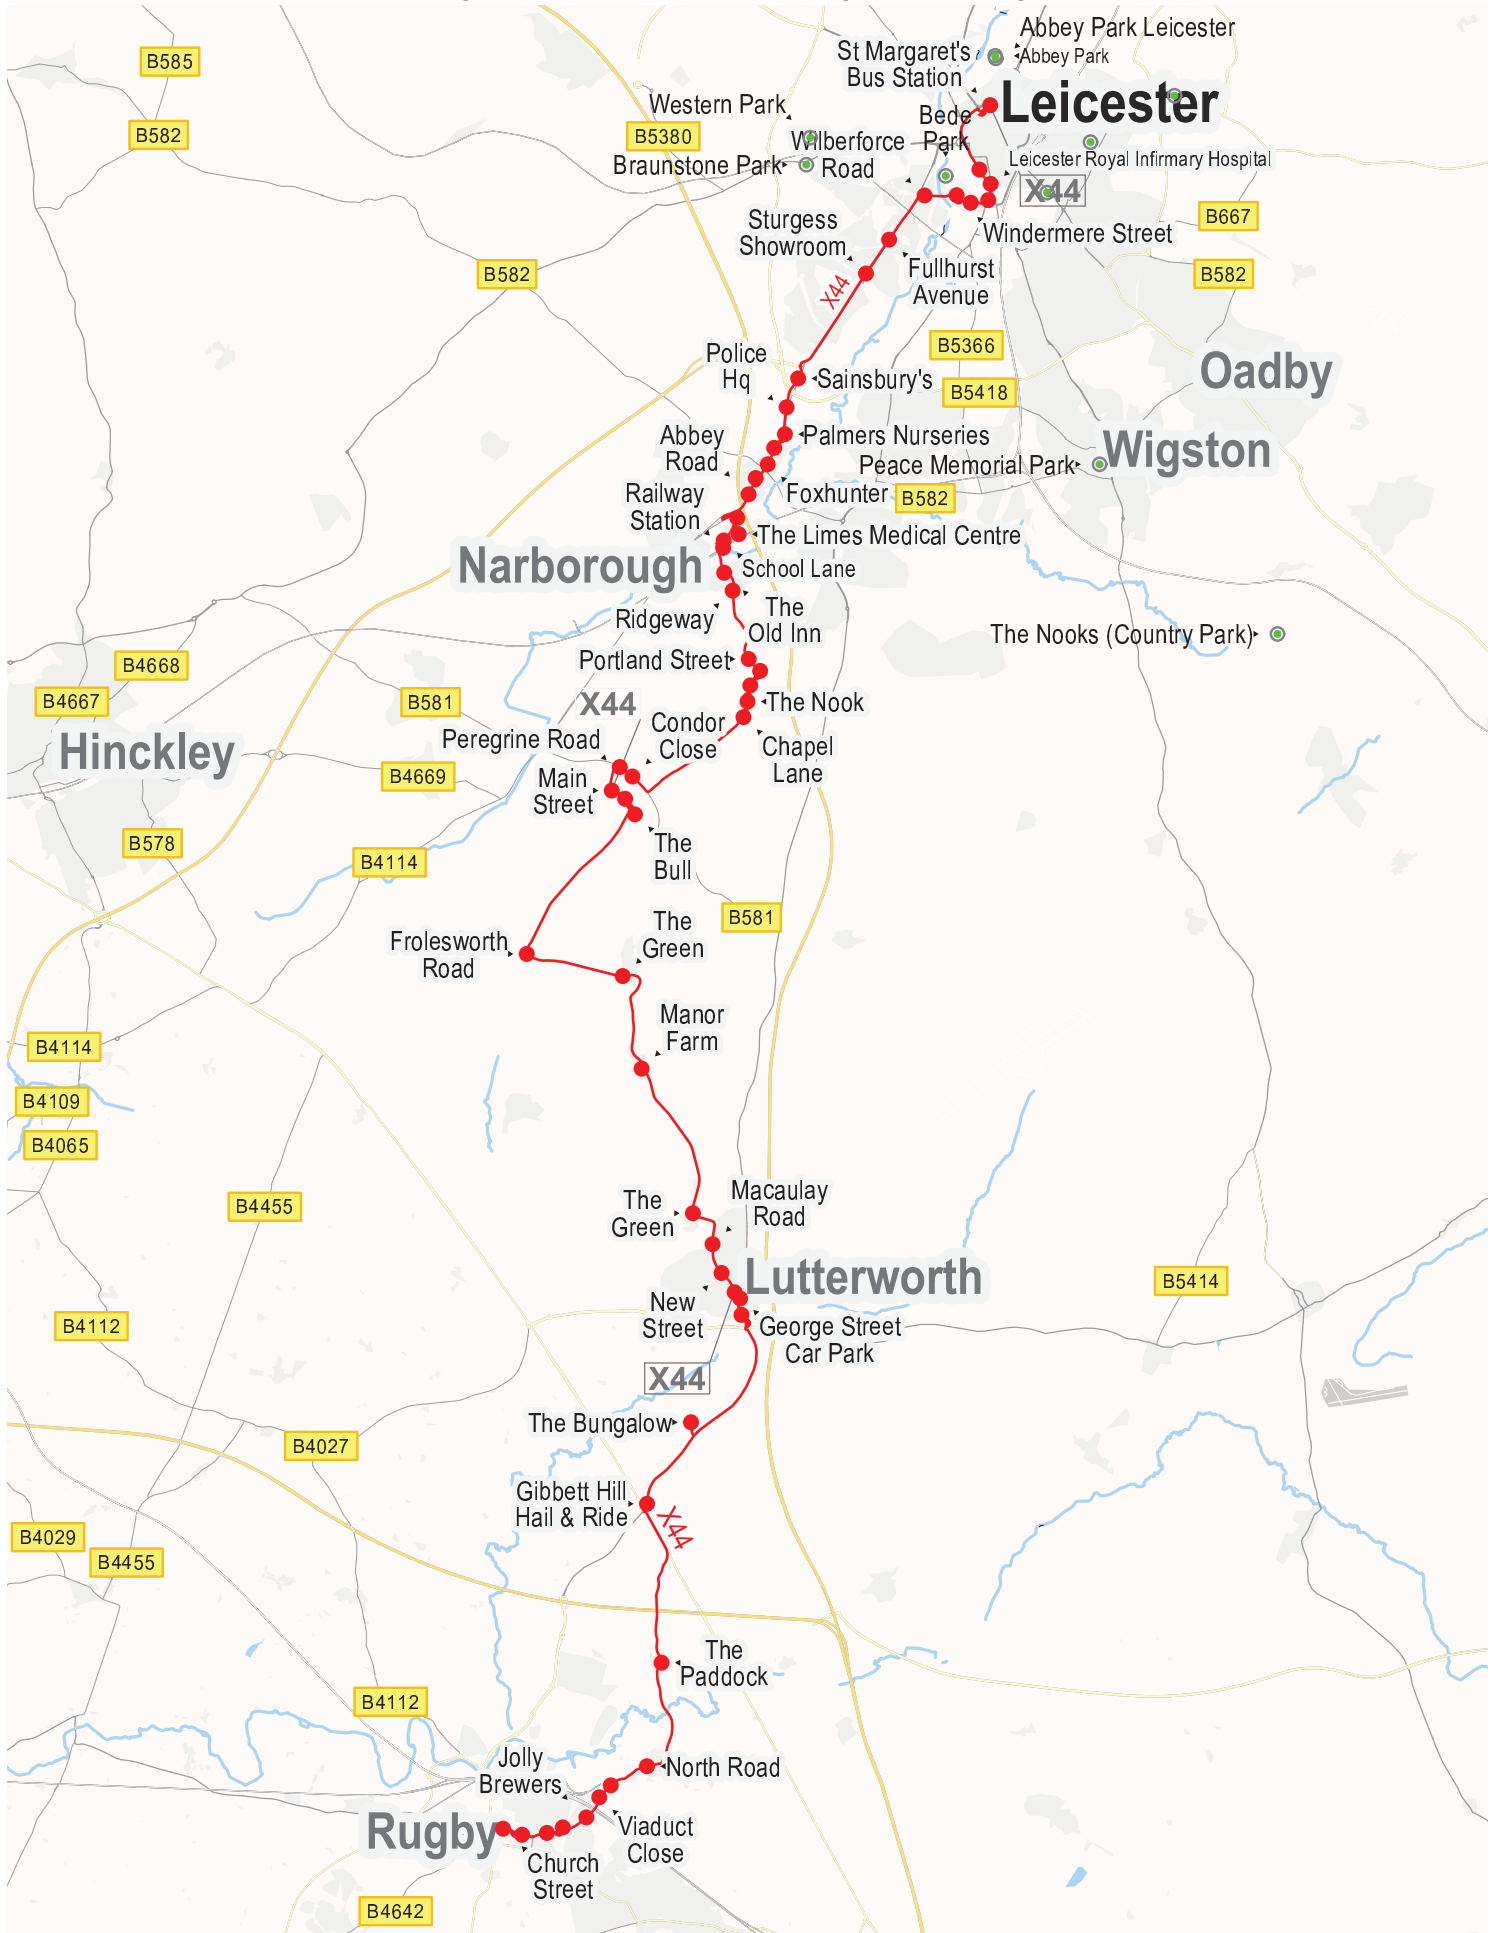 Abbey Park Leicester
Abbey Park
St Margaret's
Bus Station
B585
Leicester
Western Park
Bede
Park
B582
B5380
Wilberforce
Road
Braunstone Park
Leicester Royal Infirmary Hospital
X44
B667
Sturgess
Showroom
Windermere Street
B582
Fullhurst
Avenue
B582
X44
B5366
Police
Hq
Sainsbury's
Oadby
B5418
Abbey
Road
Palmers Nurseries
Peace Memorial Park
Wigston
Railway
Station
Foxhunter
B582
The Limes Medical Centre
Narborough
School Lane
Ridgeway
The
Old Inn
The Nooks (Country Park)
Portland Street
B4668
B4667
B581
X44
The Nook
Condor
Close
Peregrine Road
Hinckley
Chapel
Lane
B4669
Main
Street
B578
The
Bull
B4114
B581
The
Green
Frolesworth
Road
Manor
Farm
B4114
B4109
B4065
B4455
The
Green
Macaulay
Road
Lutterworth
B5414
New
Street
B4112
George Street
Car Park
X44
The Bungalow
B4027
Gibbett Hill
Hail & Ride
X44
B4029
B4455
The
Paddock
B4112
Jolly
Brewers
North Road
Rugby
Viaduct
Close
Church
Street
B4642